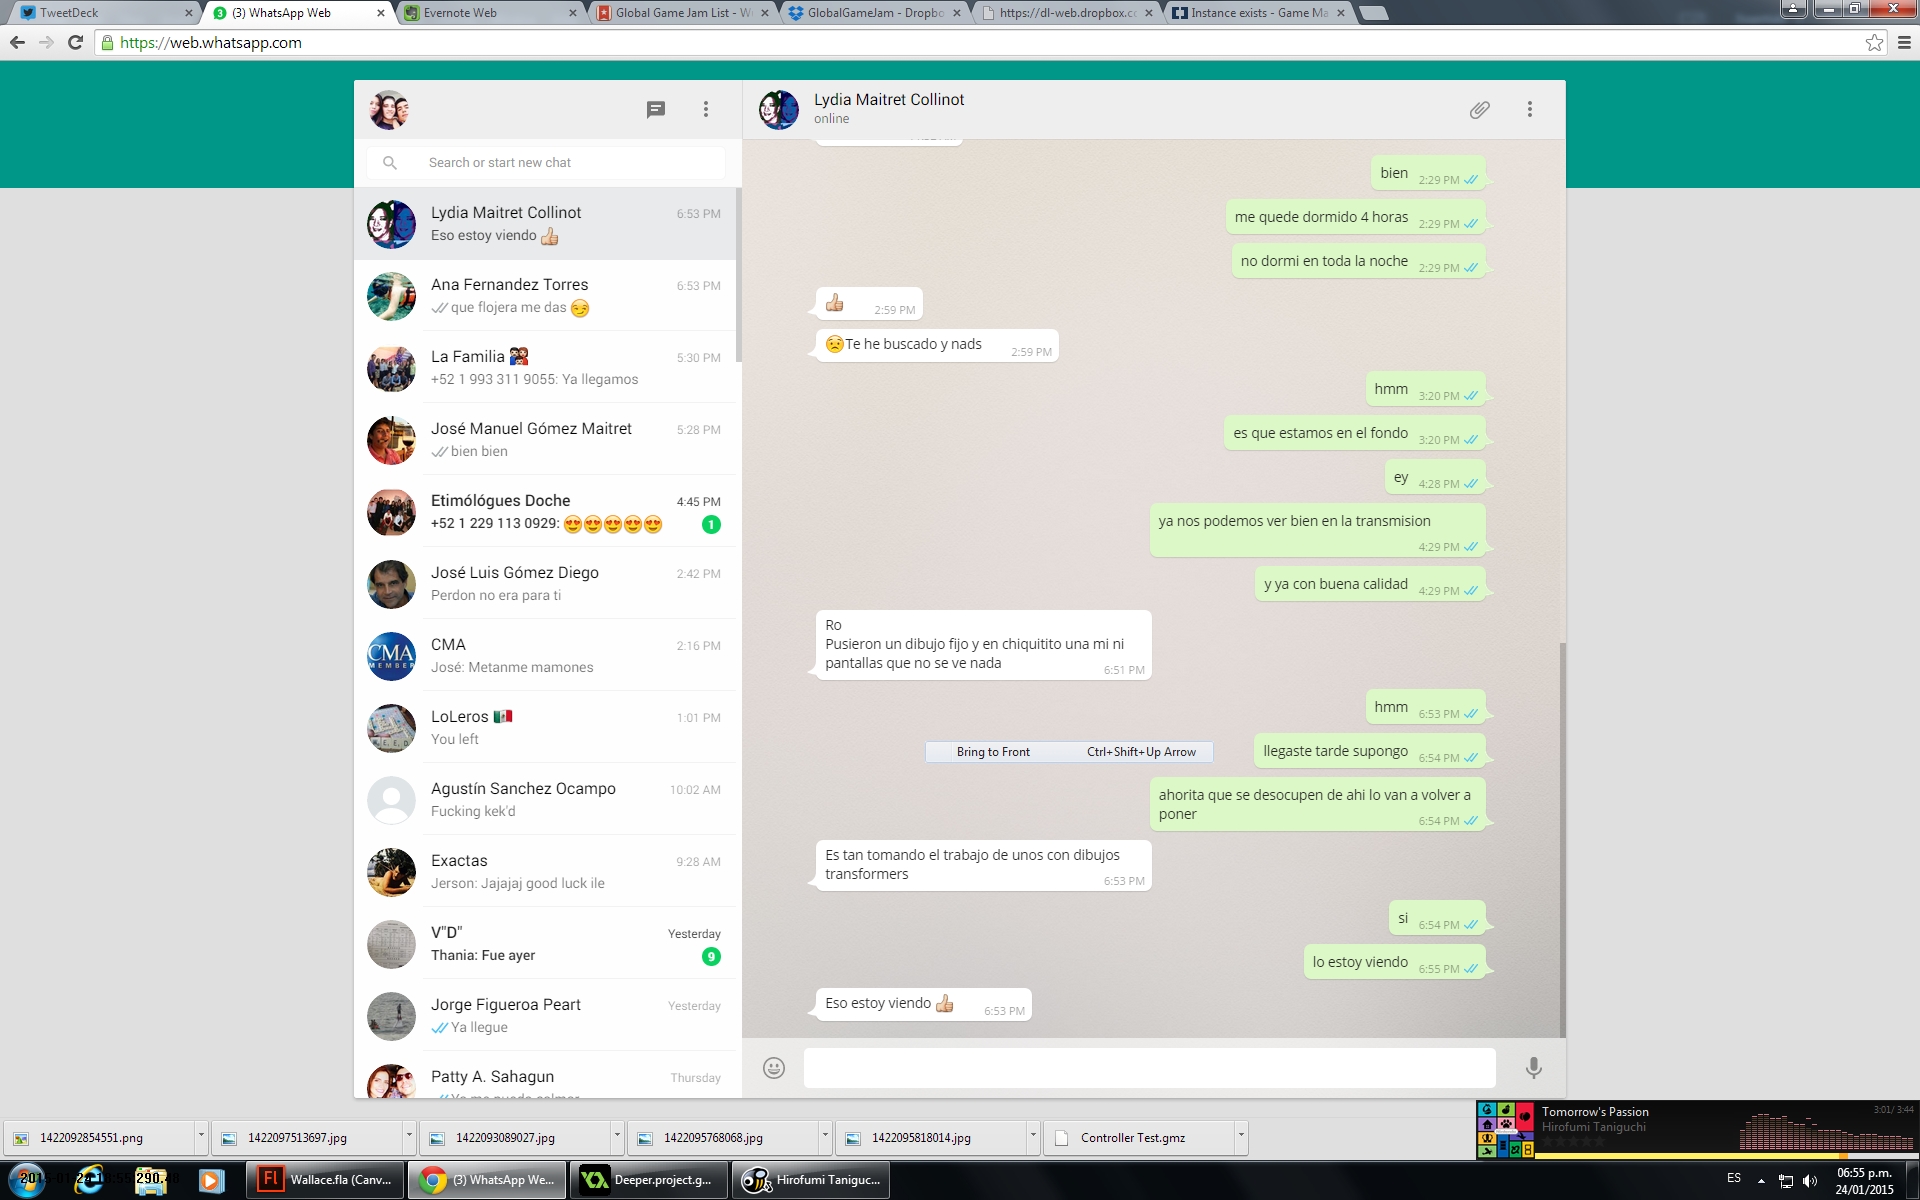 TweetDeck
3
(3) WhatsApp Web
Evernote Web
Global Game Jam List - W
GlobalGameJam - Dropbo
https://dl-web.dropbox.c
Instance exists - Game Ma
https://web.whatsapp.com
Search or start new chat
Lydia Maitret Collinot 6:53 PM
Eso estoy viendo 👍
Ana Fernandez Torres 6:53 PM
que flojera me das 😏
La Familia 5:30 PM
+52 1 993 311 9055: Ya llegamos
José Manuel Gómez Maitret 5:28 PM
bien bien
Etimólógues Doche 4:45 PM
+52 1 229 113 0929: 😍😍😍😍😍 1
José Luis Gómez Diego 2:42 PM
Perdon no era para ti
CMA MEMBER
CMA 2:16 PM
José: Metanme mamones
LoLeros 🇲🇽 1:01 PM
You left
Agustín Sanchez Ocampo 10:02 AM
Fucking kek'd
Exactas 9:28 AM
Jerson: Jajajaj good luck ile
V"D" Yesterday
Thania: Fue ayer 9
Jorge Figueroa Peart Yesterday
Ya llegue
Patty A. Sahagun Thursday
Lydia Maitret Collinot
online
bien 2:29 PM
me quede dormido 4 horas 2:29 PM
no dormi en toda la noche 2:29 PM
👍 2:59 PM
😟Te he buscado y nads 2:59 PM
hmm 3:20 PM
es que estamos en el fondo 3:20 PM
ey 4:28 PM
ya nos podemos ver bien en la transmision
4:29 PM
y ya con buena calidad 4:29 PM
Ro
Pusieron un dibujo fijo y en chiquitito una mi ni
pantallas que no se ve nada
6:51 PM
hmm 6:53 PM
Bring to Front Ctrl+Shift+Up Arrow
llegaste tarde supongo 6:54 PM
ahorita que se desocupen de ahi lo van a volver a
poner 6:54 PM
Es tan tomando el trabajo de unos con dibujos
transformers 6:53 PM
si 6:54 PM
lo estoy viendo 6:55 PM
Eso estoy viendo 👍 6:53 PM
1422092854551.png
1422097513697.jpg
1422093089027.jpg
1422095768068.jpg
1422095818014.jpg
Controller Test.gmz
Tomorrow's Passion 3:01/ 3:44
Hirofumi Taniguchi
Wallace.fla (Canv...
(3) WhatsApp We...
Deeper.project.g...
Hirofumi Taniguc...
ES
06:55 p.m.
24/01/2015